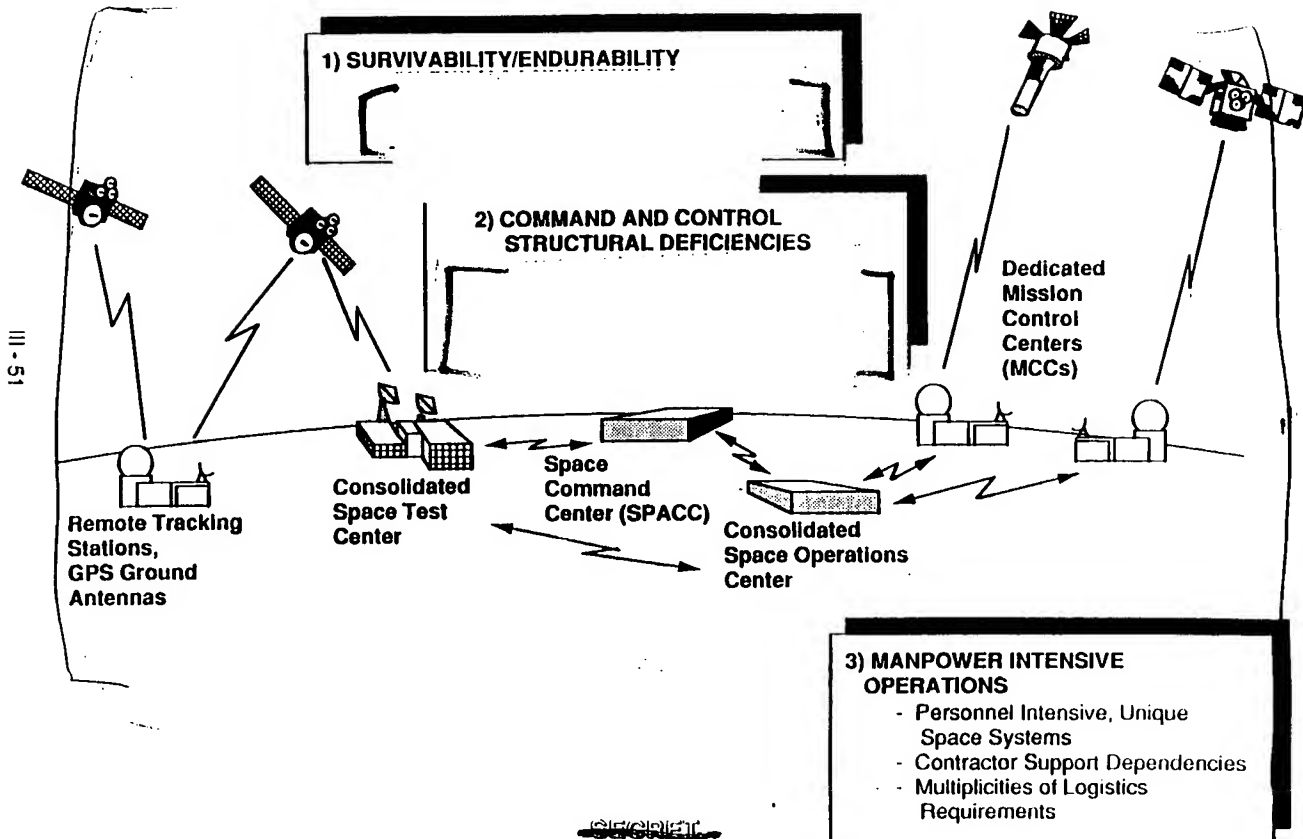 1) SURVIVABILITY/ENDURABILITY
2) COMMAND AND CONTROL
STRUCTURAL DEFICIENCIES
Dedicated
Mission
Control
Centers
(MCCs)
III - 51
Remote Tracking
Stations,
GPS Ground
Antennas
Consolidated
Space Test
Center
Space
Command
Center (SPACC)
Consolidated
Space Operations
Center
3) MANPOWER INTENSIVE
OPERATIONS
- Personnel Intensive, Unique
Space Systems
- Contractor Support Dependencies
- Multiplicities of Logistics
Requirements
SECRET